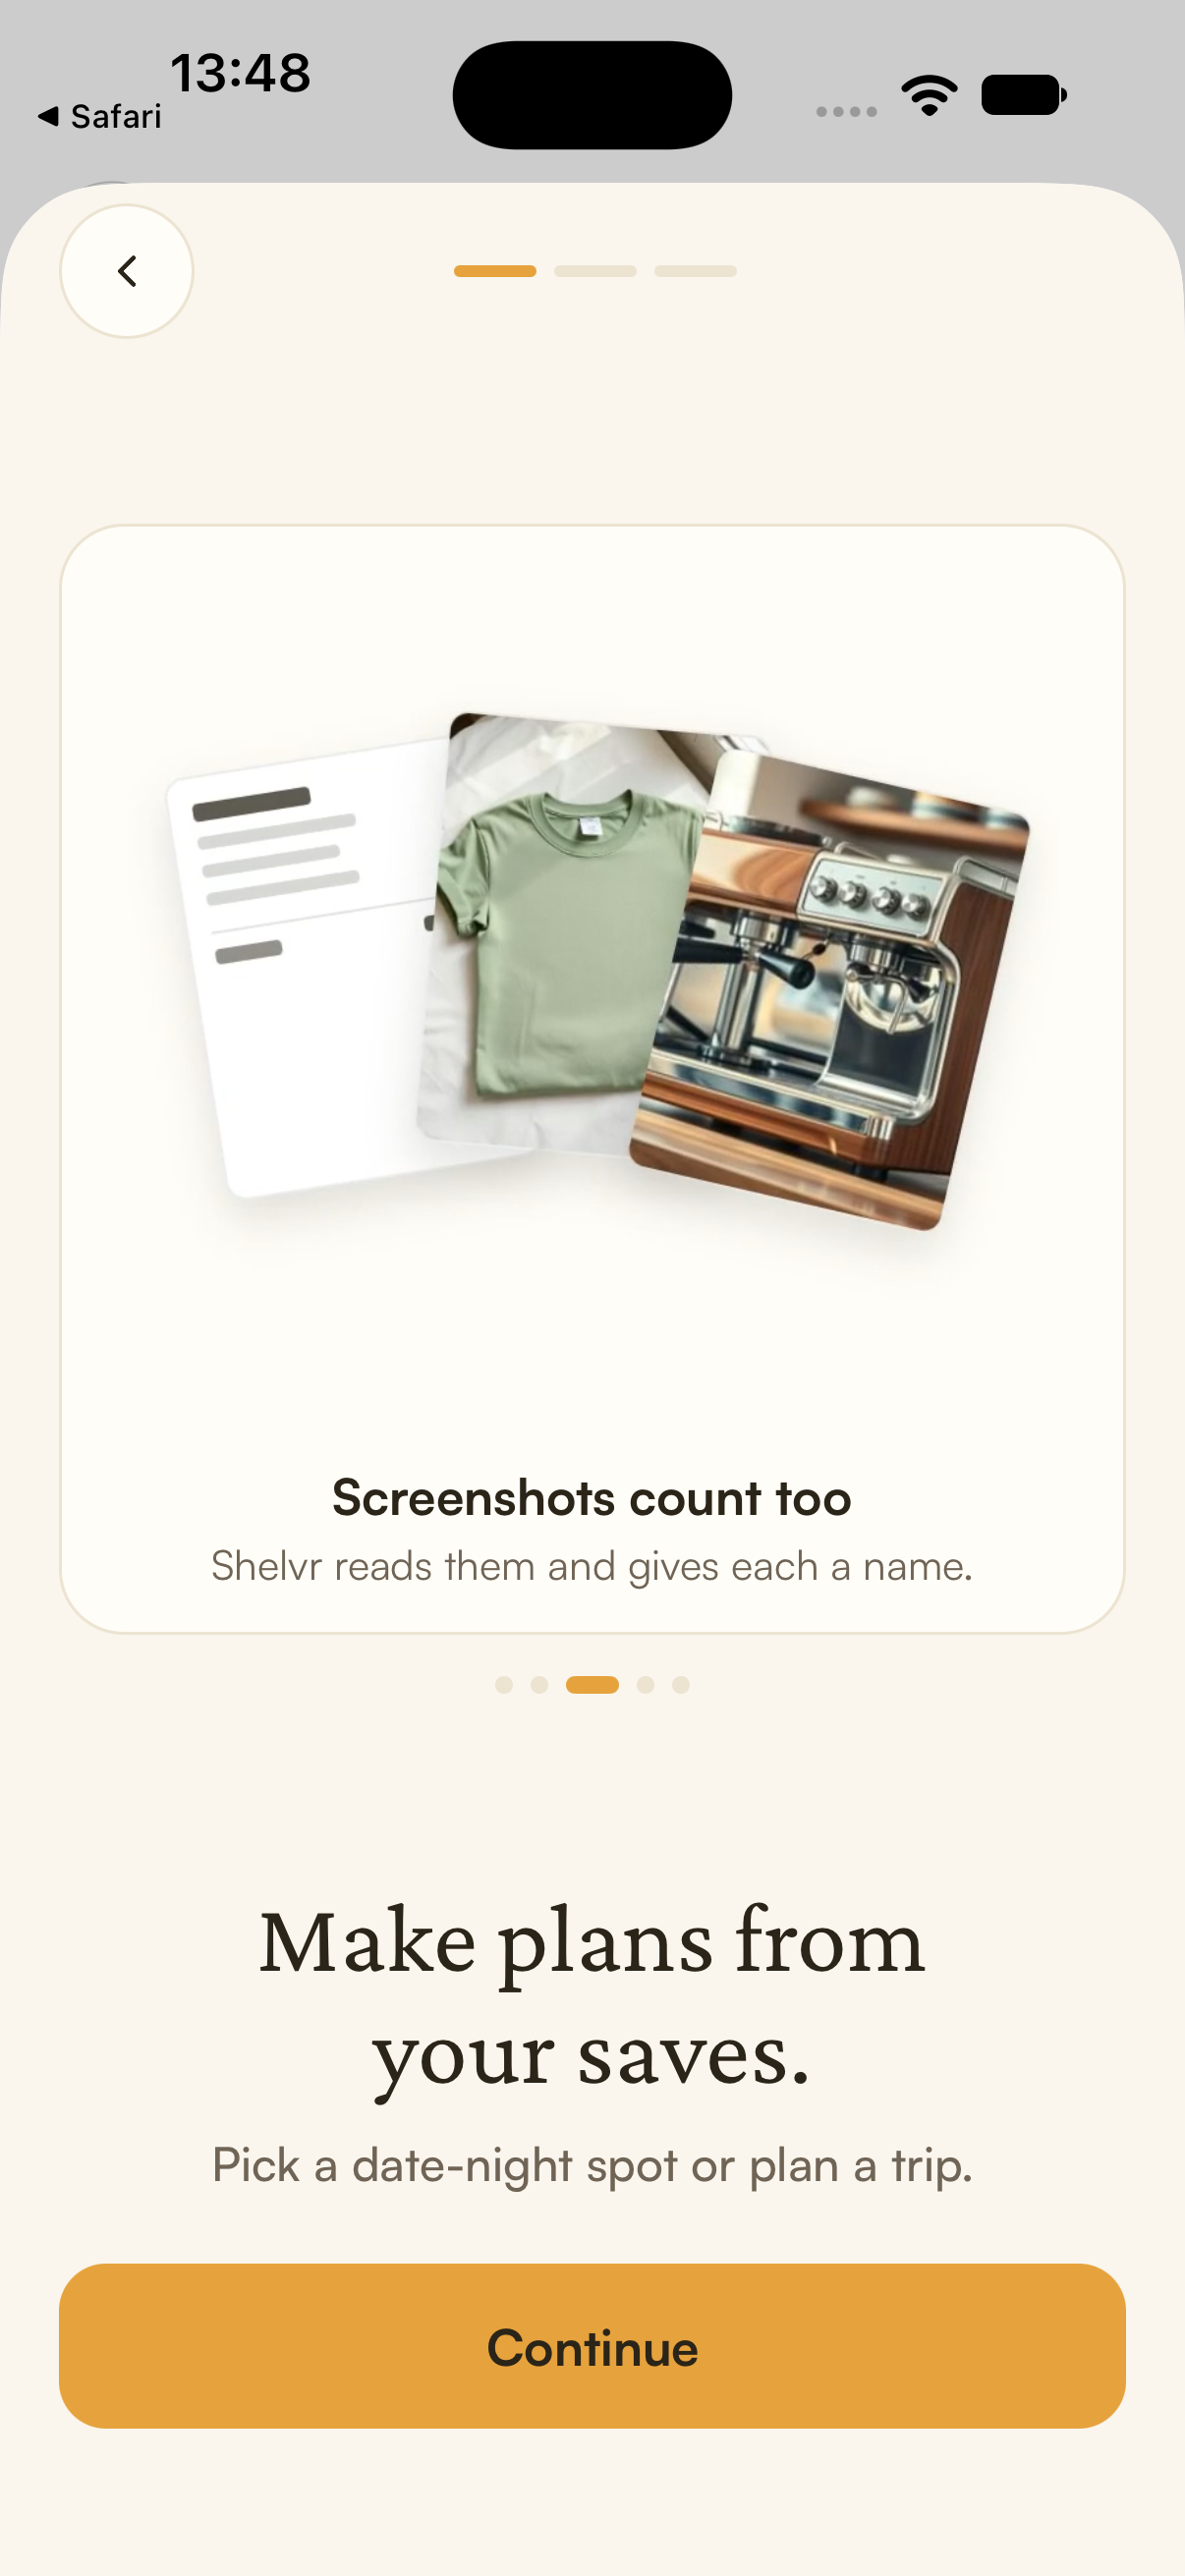 13:48
Safari
Screenshots count too
Shelvr reads them and gives each a name.
Make plans from
your saves.
Pick a date-night spot or plan a trip.
Continue